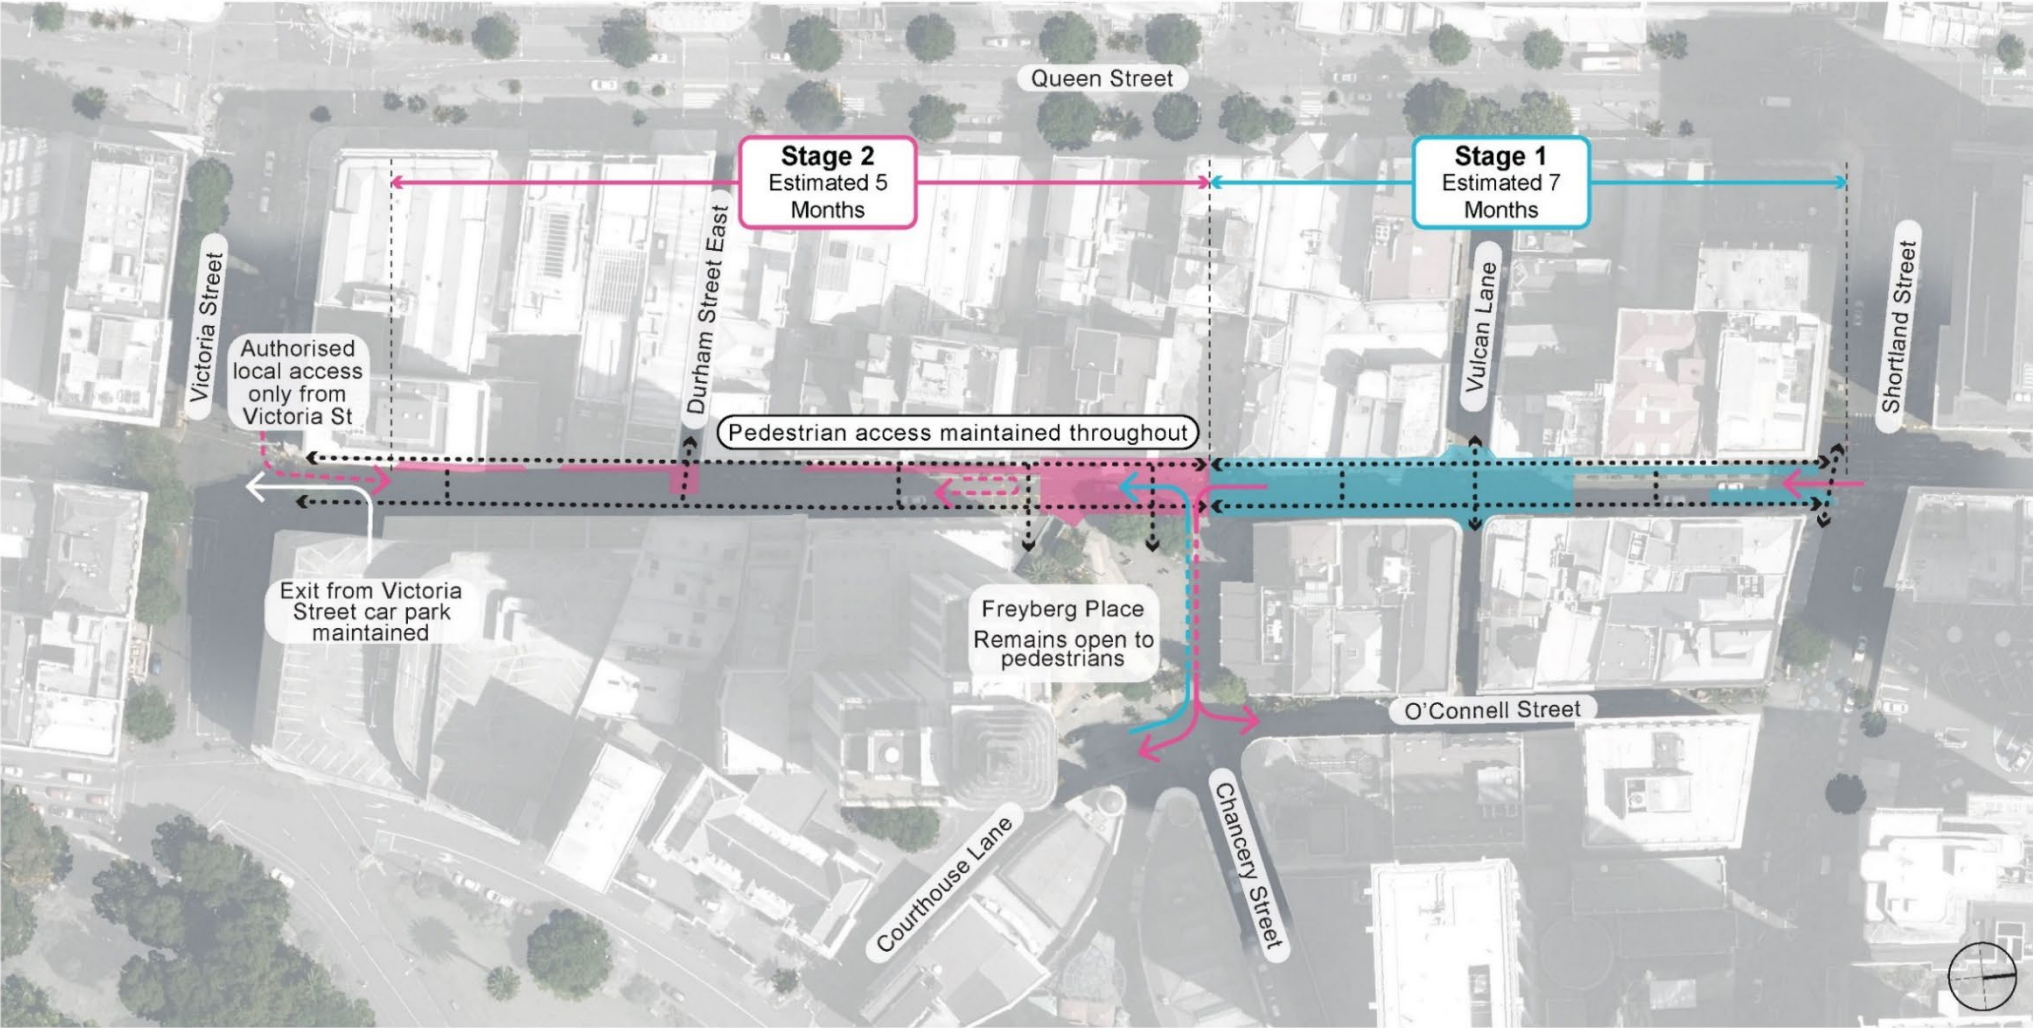 Queen Street
Stage 2
Estimated 5
Months
Stage 1
Estimated 7
Months
Victoria Street
Durham Street East
Vulcan Lane
Shortland Street
Authorised
local access
only from
Victoria St
Pedestrian access maintained throughout
Exit from Victoria
Street car park
maintained
Freyberg Place
Remains open to
pedestrians
O'Connell Street
Courthouse Lane
Chancery Street